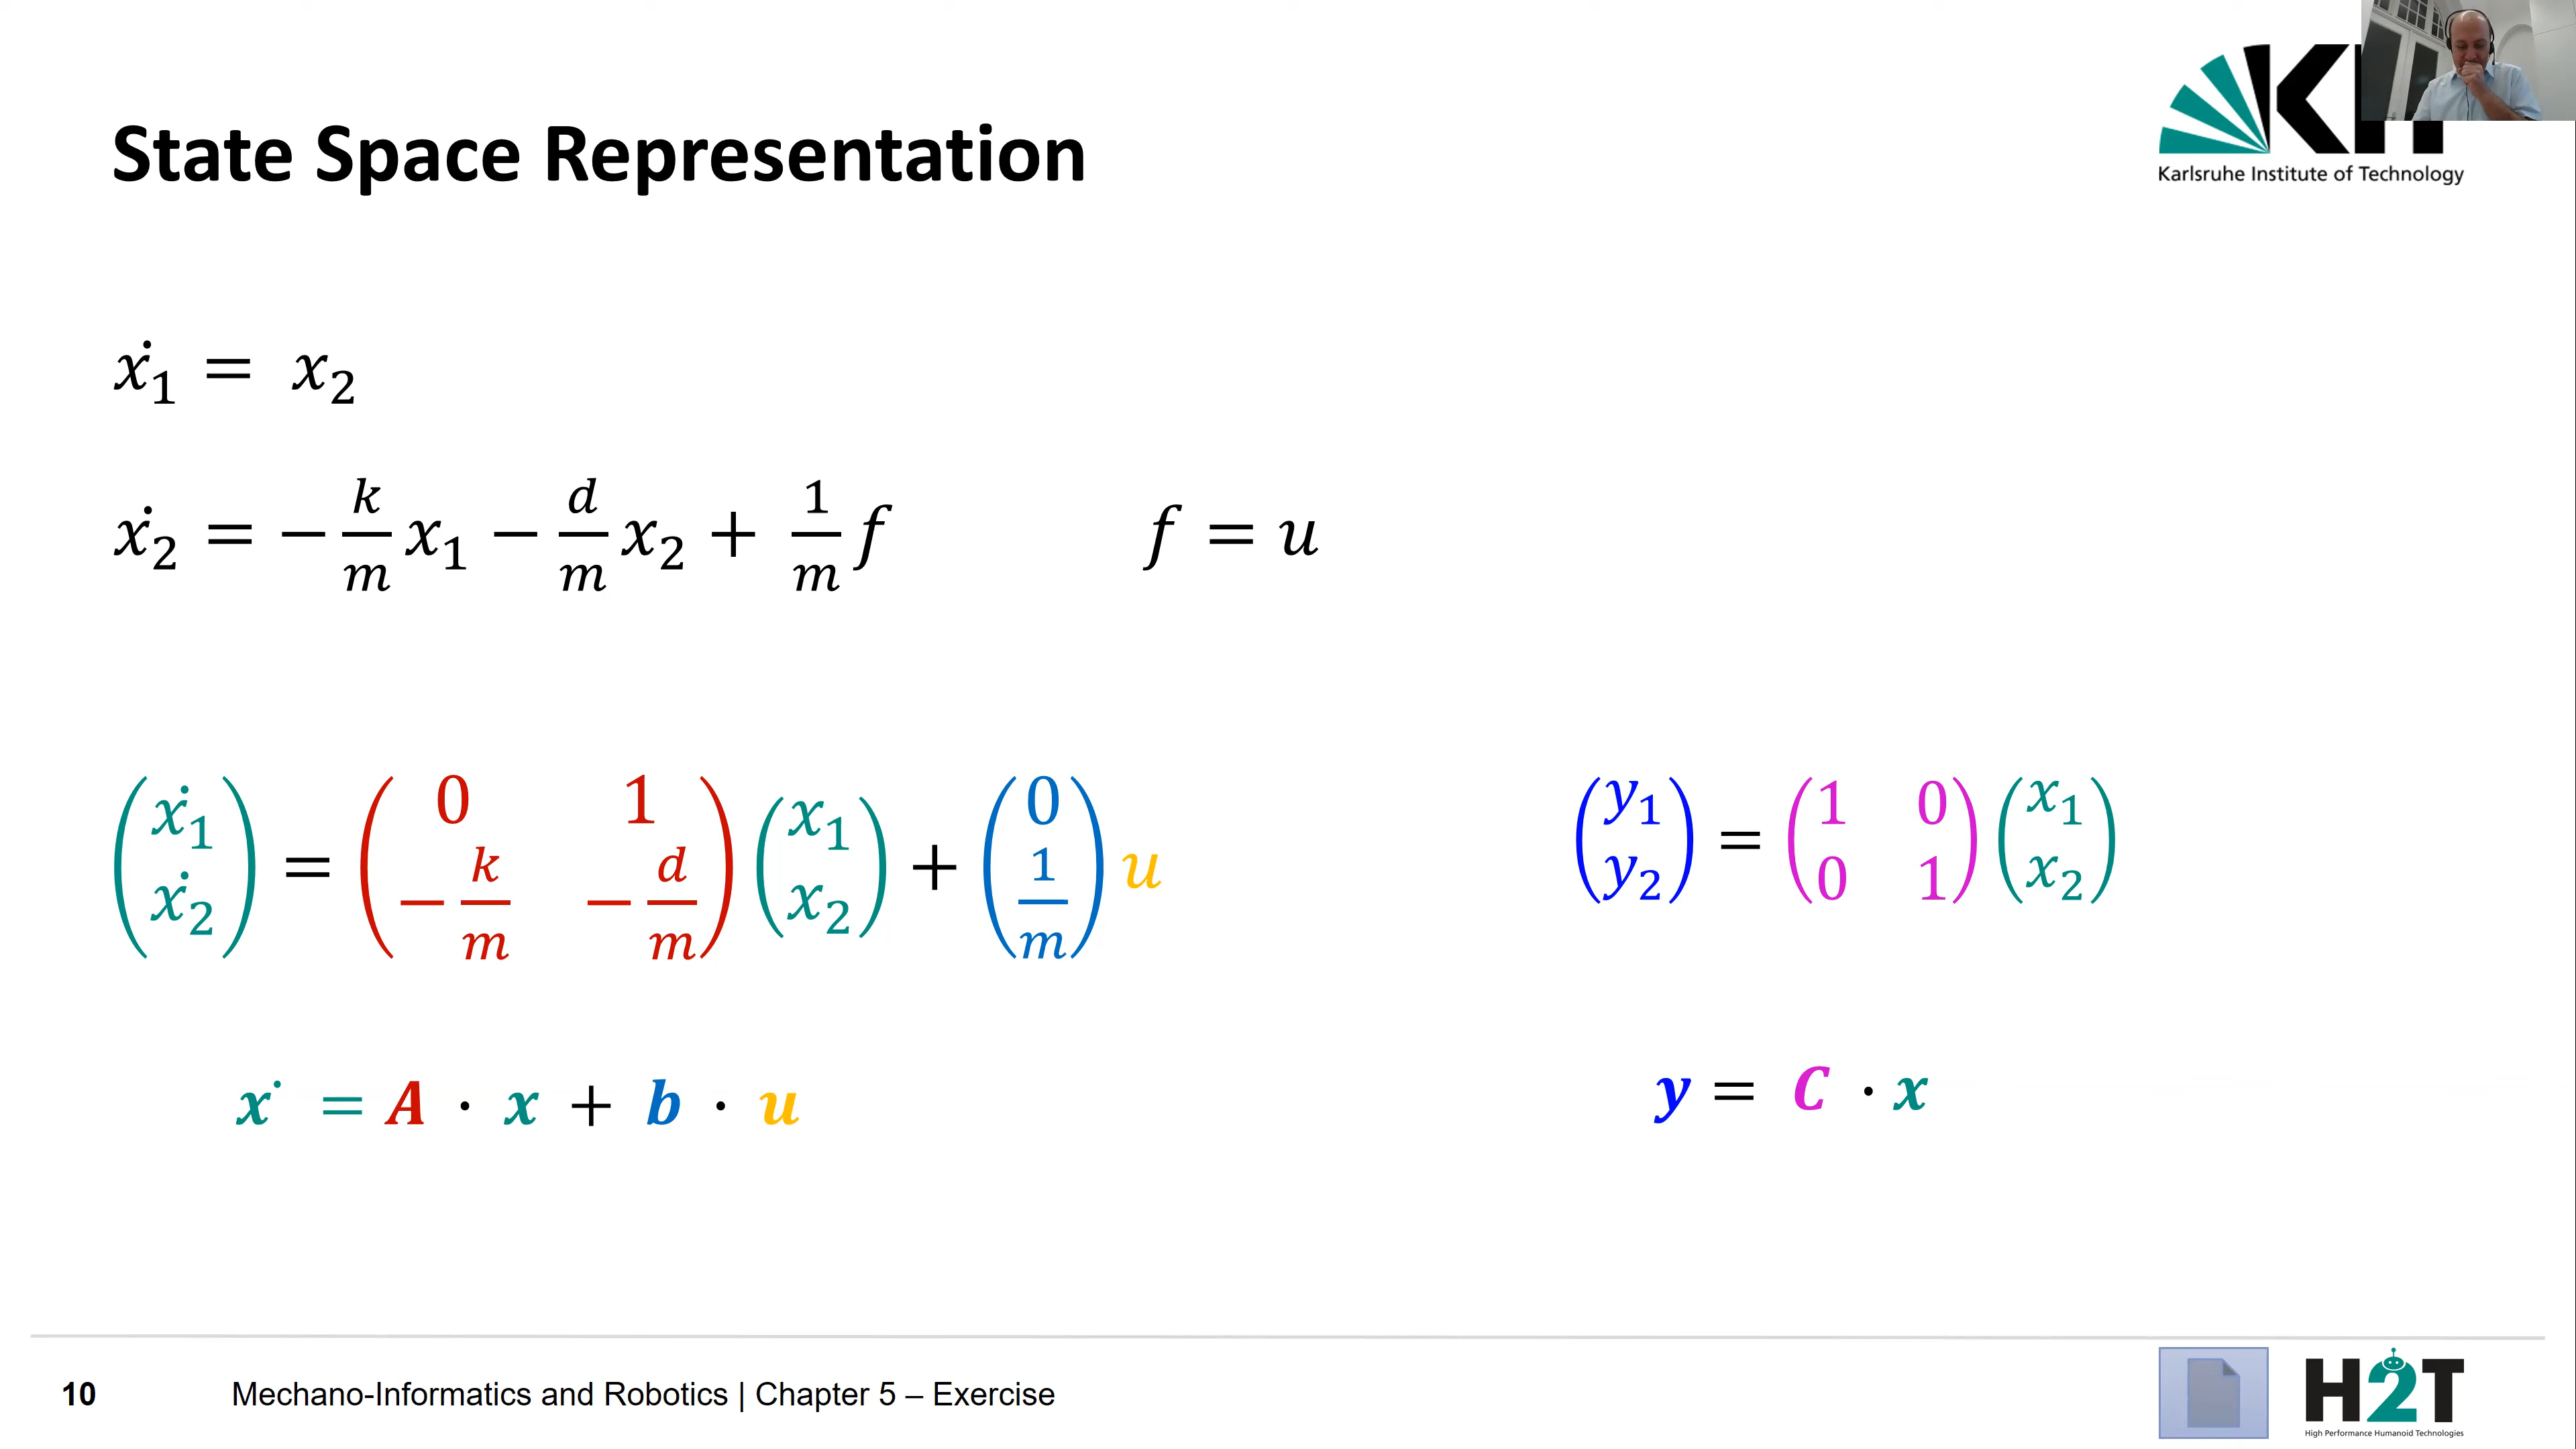 State Space Representation
KIT
Karlsruhe Institute of Technology
ẋ₁ = x₂
ẋ₂ = −k/m x₁ − d/m x₂ + 1/m f
f = u
(ẋ₁ ẋ₂) = (0 1 −k/m −d/m)(x₁ x₂) + (0 1/m) u
(y₁ y₂) = (1 0 0 1)(x₁ x₂)
ẋ = A · x + b · u
y = C · x
10
Mechano-Informatics and Robotics | Chapter 5 – Exercise
H2T
High Performance Humanoid Technologies